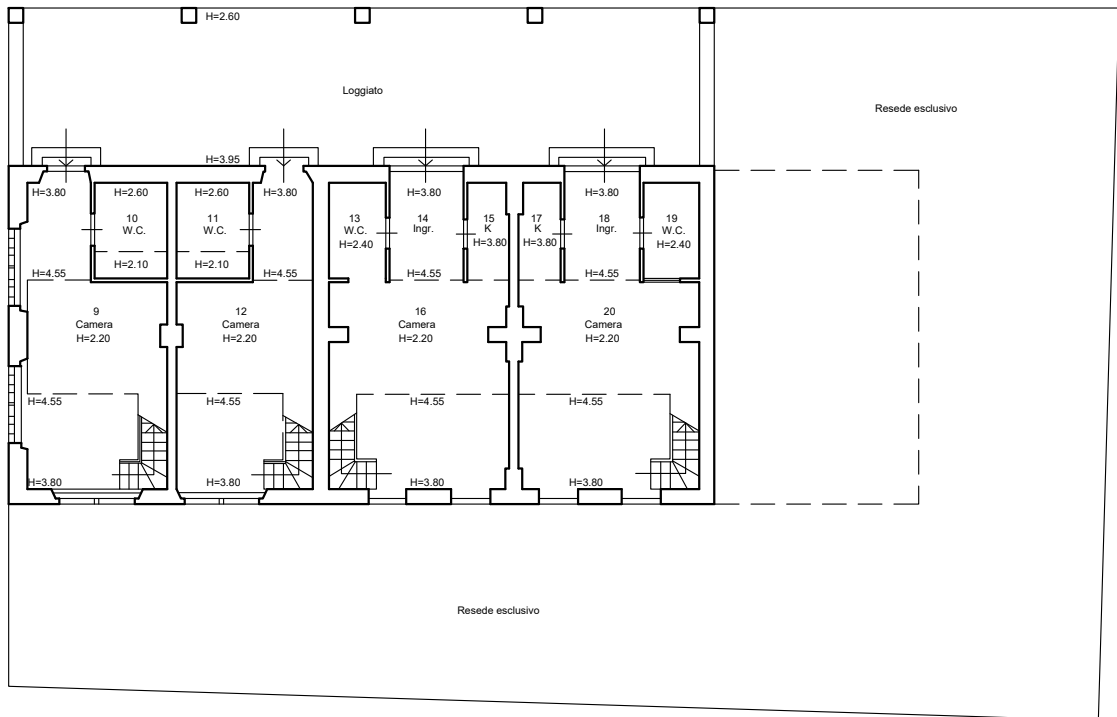 H=2.60
Loggiato
Resede esclusivo
H=3.95
H=3.80
H=2.60
H=2.60
H=3.80
H=3.80
H=3.80
10
W.C.
11
W.C.
13
W.C.
H=2.40
14
Ingr.
15
K
H=3.80
17
K
H=3.80
18
Ingr.
19
W.C.
H=2.40
H=2.10
H=2.10
H=4.55
H=4.55
H=4.55
H=4.55
9
Camera
H=2.20
12
Camera
H=2.20
16
Camera
H=2.20
20
Camera
H=2.20
H=4.55
H=4.55
H=4.55
H=4.55
H=3.80
H=3.80
H=3.80
H=3.80
Resede esclusivo